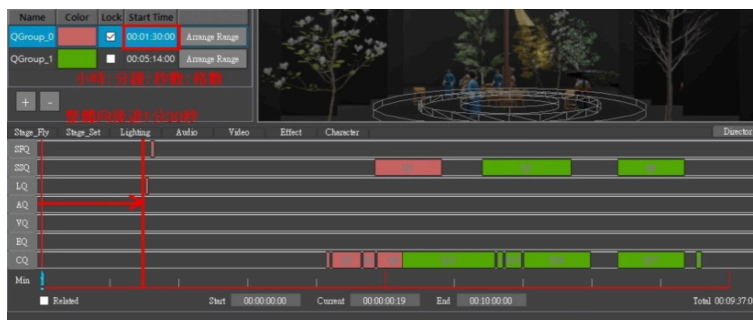 Name Color Lock Start Time
QGroup_0 00:01:30:00 Arrange Range
QGroup_1 00:05:14:00 Arrange Range
小時/分鐘/秒數/格數
+ -
Stage_Fly Stage_Set Lighting Audio Video Effect Character Director
SFQ
SSQ
LQ
AQ
VQ
EQ
CQ
Min
Related Start 00:00:00:00 Current 00:00:00:19 End 00:10:00:00 Total 00:09:37:0